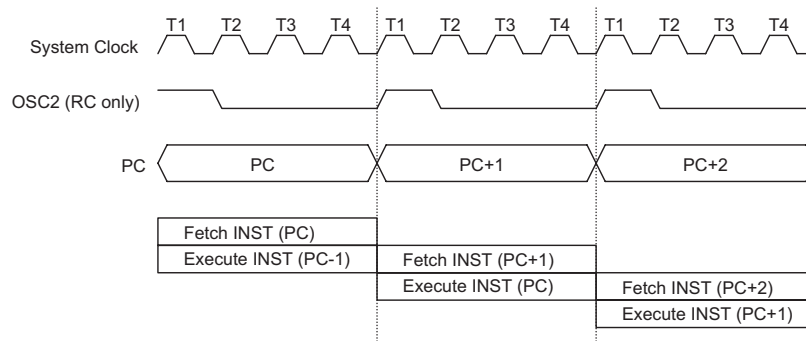 T1 T2 T3 T4 T1 T2 T3 T4 T1 T2 T3 T4
System Clock
OSC2 (RC only)
PC PC PC+1 PC+2
Fetch INST (PC)
Execute INST (PC-1) Fetch INST (PC+1)
Execute INST (PC) Fetch INST (PC+2)
Execute INST (PC+1)